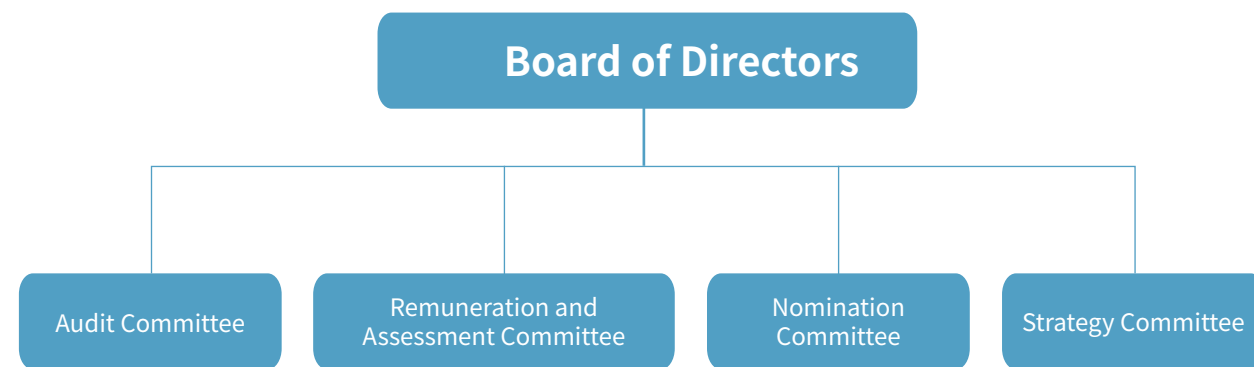 Board of Directors
Audit Committee
Remuneration and
Assessment Committee
Nomination
Committee
Strategy Committee